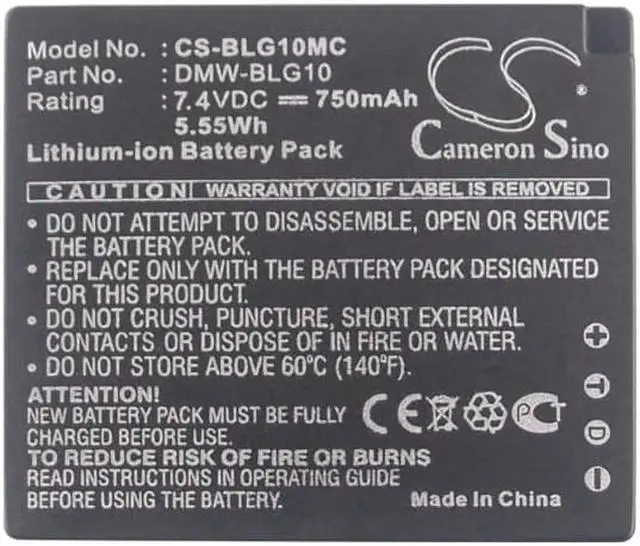 Model No. : CS-BLG10MC
Part No. : DMW-BLG10
Rating : 7.4VDC ⎓ 750mAh
5.55Wh
Lithium-ion Battery Pack
CS
Cameron Sino
CAUTION WARRANTY VOID IF LABEL IS REMOVED
• DO NOT ATTEMPT TO DISASSEMBLE, OPEN OR SERVICE
THE BATTERY PACK.
• REPLACE ONLY WITH THE BATTERY PACK DESIGNATED
FOR THIS PRODUCT.
• DO NOT CRUSH, PUNCTURE, SHORT EXTERNAL
CONTACTS OR DISPOSE OF IN FIRE OR WATER.
• DO NOT STORE ABOVE 60°C (140°F).
ATTENTION!
NEW BATTERY PACK MUST BE FULLY
CHARGED BEFORE USE.
TO REDUCE RISK OF FIRE OR BURNS
READ INSTRUCTIONS BEFORE USING
THE BATTERY.
CE PCT
+
T
D
-
Made in China